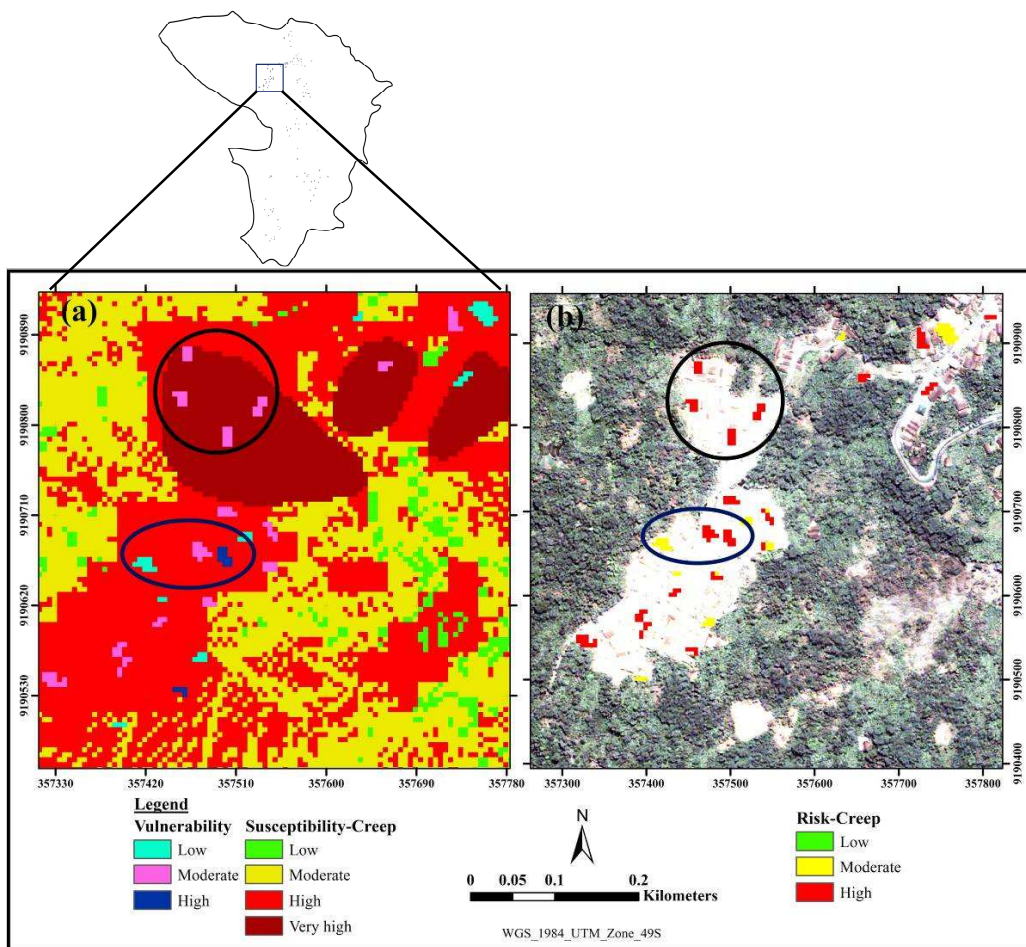 (a)
(b)
9190890
9190800
9190710
9190620
9190530
357330 357420 357510 357600 357690 357780
9190900
9190800
9190700
9190600
9190500
9190400
357300 357400 357500 357600 357700 357800
Legend
Vulnerability
Low
Moderate
High
Susceptibility-Creep
Low
Moderate
High
Very high
N
0 0.05 0.1 0.2
Kilometers
WGS_1984_UTM_Zone_49S
Risk-Creep
Low
Moderate
High